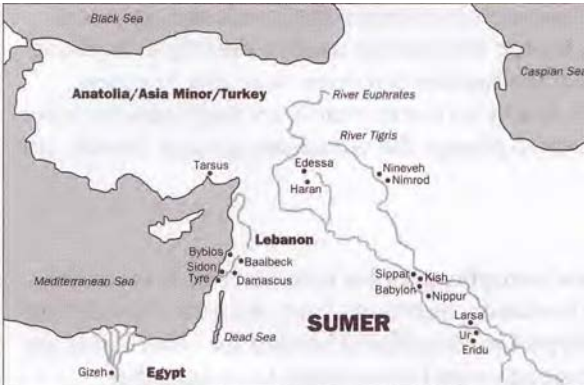 Black Sea
Caspian Sea
Anatolia/Asia Minor/Turkey
River Euphrates
River Tigris
Tarsus
Edessa
Haran
Nineveh
Nimrod
Byblos
Lebanon
Sidon
Baalbeck
Tyre
Damascus
Mediterranean Sea
Sippar
Kish
Babylon
Nippur
Dead Sea
SUMER
Larsa
Ur
Eridu
Gizeh
Egypt